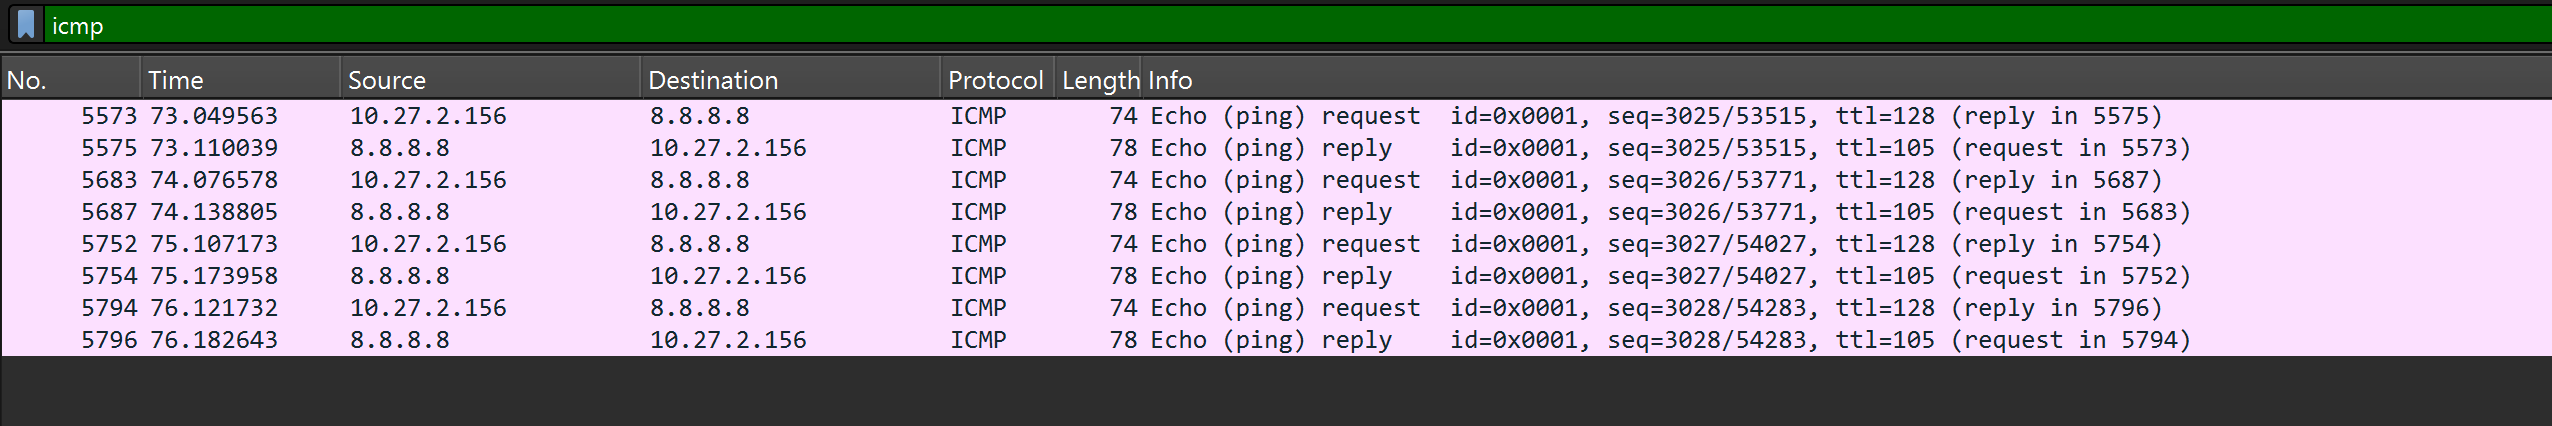 icmp
No. Time Source Destination Protocol Length Info
5573 73.049563 10.27.2.156 8.8.8.8 ICMP 74 Echo (ping) request id=0x0001, seq=3025/53515, ttl=128 (reply in 5575)
5575 73.110039 8.8.8.8 10.27.2.156 ICMP 78 Echo (ping) reply id=0x0001, seq=3025/53515, ttl=105 (request in 5573)
5683 74.076578 10.27.2.156 8.8.8.8 ICMP 74 Echo (ping) request id=0x0001, seq=3026/53771, ttl=128 (reply in 5687)
5687 74.138805 8.8.8.8 10.27.2.156 ICMP 78 Echo (ping) reply id=0x0001, seq=3026/53771, ttl=105 (request in 5683)
5752 75.107173 10.27.2.156 8.8.8.8 ICMP 74 Echo (ping) request id=0x0001, seq=3027/54027, ttl=128 (reply in 5754)
5754 75.173958 8.8.8.8 10.27.2.156 ICMP 78 Echo (ping) reply id=0x0001, seq=3027/54027, ttl=105 (request in 5752)
5794 76.121732 10.27.2.156 8.8.8.8 ICMP 74 Echo (ping) request id=0x0001, seq=3028/54283, ttl=128 (reply in 5796)
5796 76.182643 8.8.8.8 10.27.2.156 ICMP 78 Echo (ping) reply id=0x0001, seq=3028/54283, ttl=105 (request in 5794)